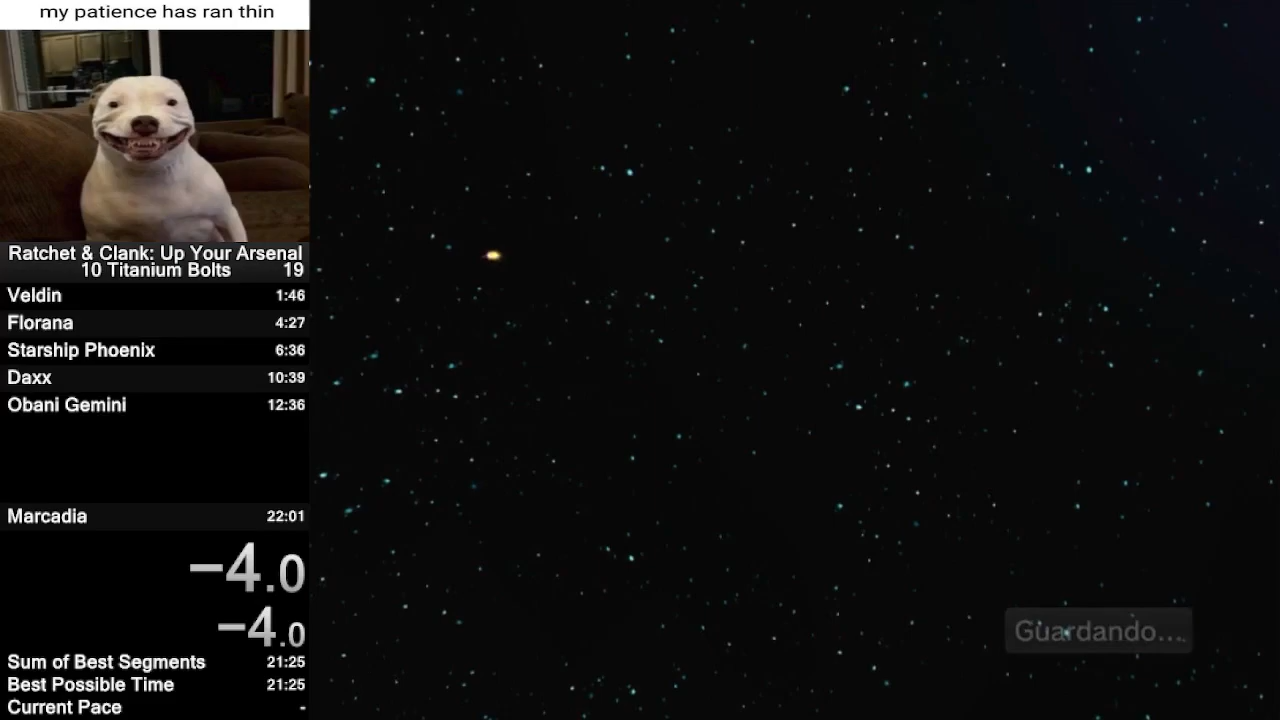 my patience has ran thin
Ratchet & Clank: Up Your Arsenal
10 Titanium Bolts 19
Veldin 1:46
Florana 4:27
Starship Phoenix 6:36
Daxx 10:39
Obani Gemini 12:36
Marcadia 22:01
−4.0
−4.0
Sum of Best Segments 21:25
Best Possible Time 21:25
Current Pace -
Guardando...